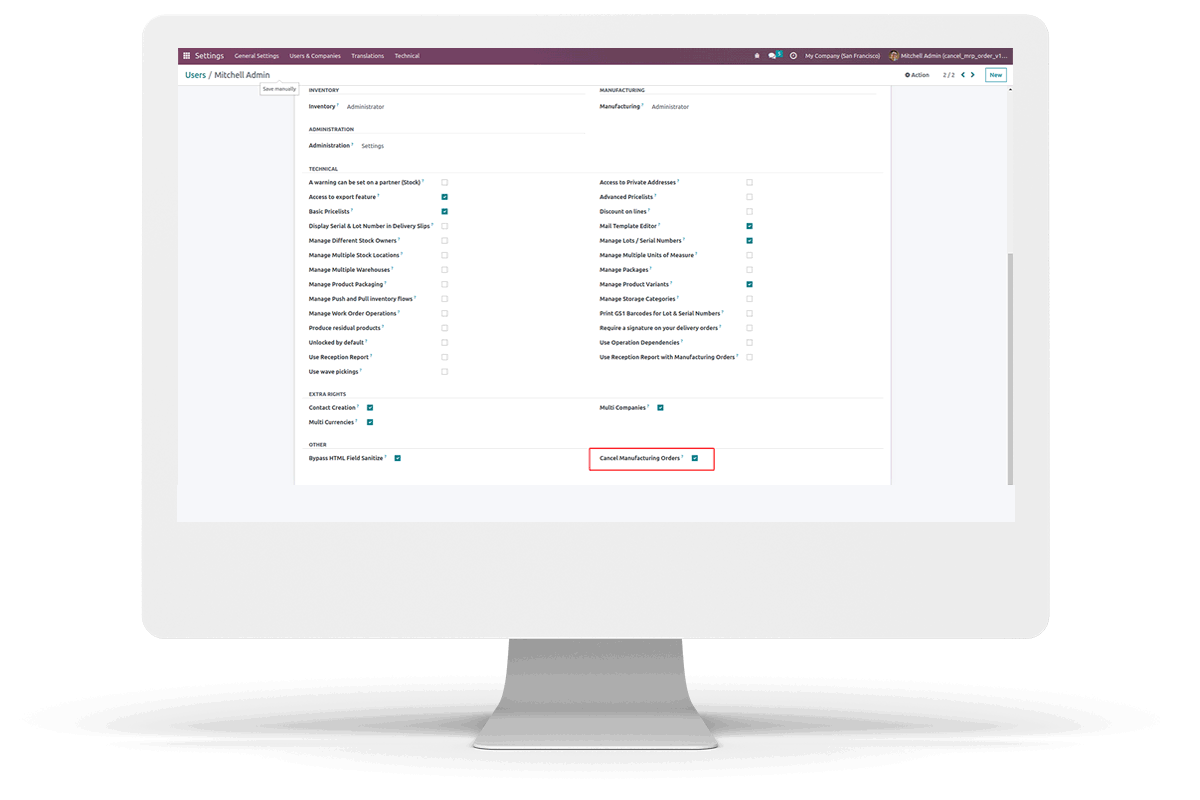 Settings General Settings Users & Companies Translations Technical 5 My Company (San Francisco) Mitchell Admin (cancel_mrp_order_v1...
Users / Mitchell Admin Action 2 / 2 New
Save manually
INVENTORY MANUFACTURING
Inventory ? Administrator Manufacturing ? Administrator
ADMINISTRATION
Administration ? Settings
TECHNICAL
A warning can be set on a partner (Stock) ? Access to Private Addresses ?
Access to export feature ? Advanced Pricelists ?
Basic Pricelists ? Discount on lines ?
Display Serial & Lot Number in Delivery Slips ? Mail Template Editor ?
Manage Different Stock Owners ? Manage Lots / Serial Numbers ?
Manage Multiple Stock Locations ? Manage Multiple Units of Measure ?
Manage Multiple Warehouses ? Manage Packages ?
Manage Product Packaging ? Manage Product Variants ?
Manage Push and Pull inventory flows ? Manage Storage Categories ?
Manage Work Order Operations ? Print GS1 Barcodes for Lot & Serial Numbers ?
Produce residual products ? Require a signature on your delivery orders ?
Unlocked by default ? Use Operation Dependencies ?
Use Reception Report ? Use Reception Report with Manufacturing Orders ?
Use wave pickings ?
EXTRA RIGHTS
Contact Creation ? Multi Companies ?
Multi Currencies ?
OTHER
Bypass HTML Field Sanitize ? Cancel Manufacturing Orders ?